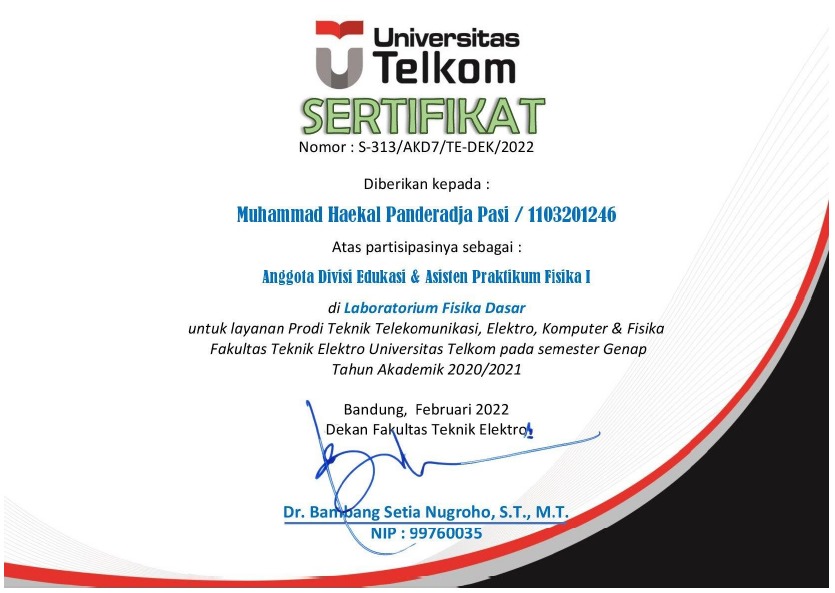 Universitas
Telkom
SERTIFIKAT
Nomor : S-313/AKD7/TE-DEK/2022
Diberikan kepada :
Muhammad Haekal Panderadja Pasi / 1103201246
Atas partisipasinya sebagai :
Anggota Divisi Edukasi & Asisten Praktikum Fisika I
di Laboratorium Fisika Dasar
untuk layanan Prodi Teknik Telekomunikasi, Elektro, Komputer & Fisika
Fakultas Teknik Elektro Universitas Telkom pada semester Genap
Tahun Akademik 2020/2021
Bandung, Februari 2022
Dekan Fakultas Teknik Elektro
Dr. Bambang Setia Nugroho, S.T., M.T.
NIP : 99760035